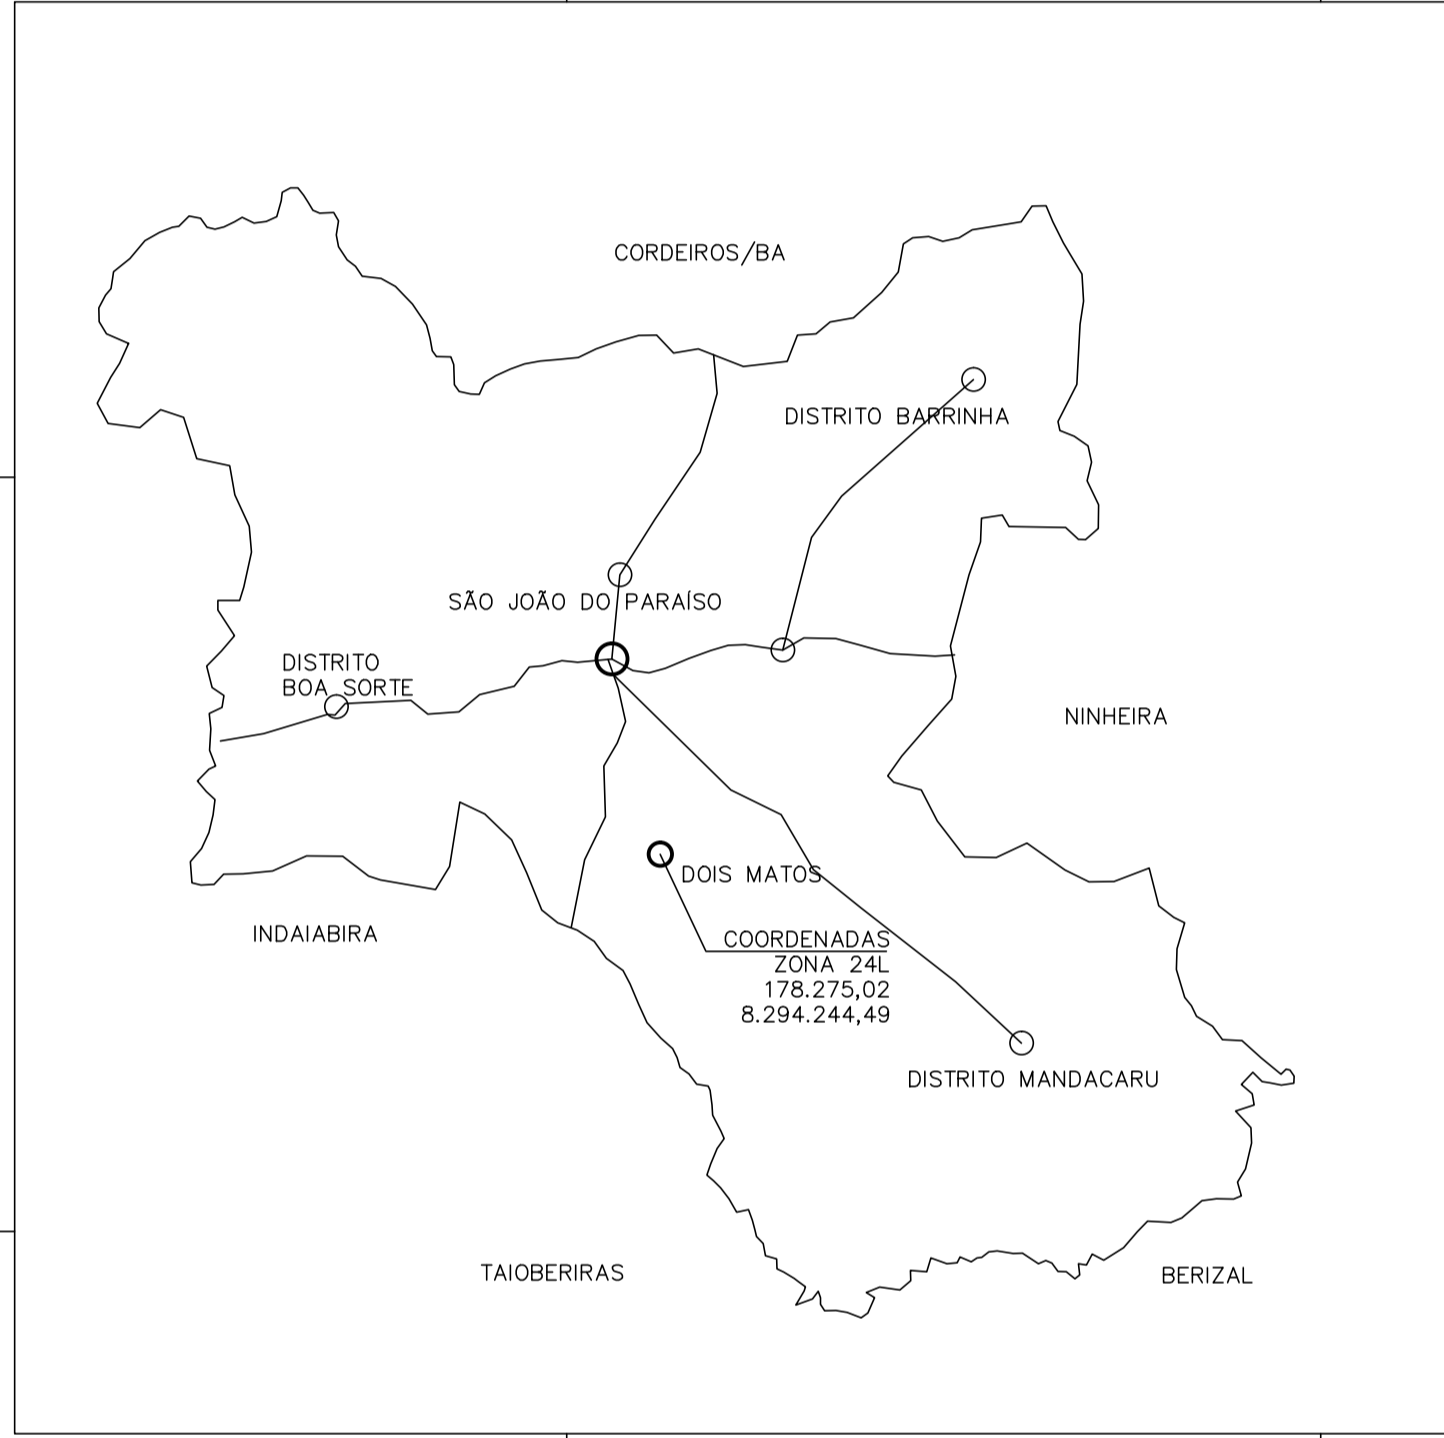 CORDEIROS/BA
DISTRITO BARRINHA
SÃO JOÃO DO PARAÍSO
DISTRITO
BOA SORTE
NINHEIRA
DOIS MATOS
INDAIABIRA
COORDENADAS
ZONA 24L
178.275,02
8.294.244,49
DISTRITO MANDACARU
TAIOBERIRAS
BERIZAL